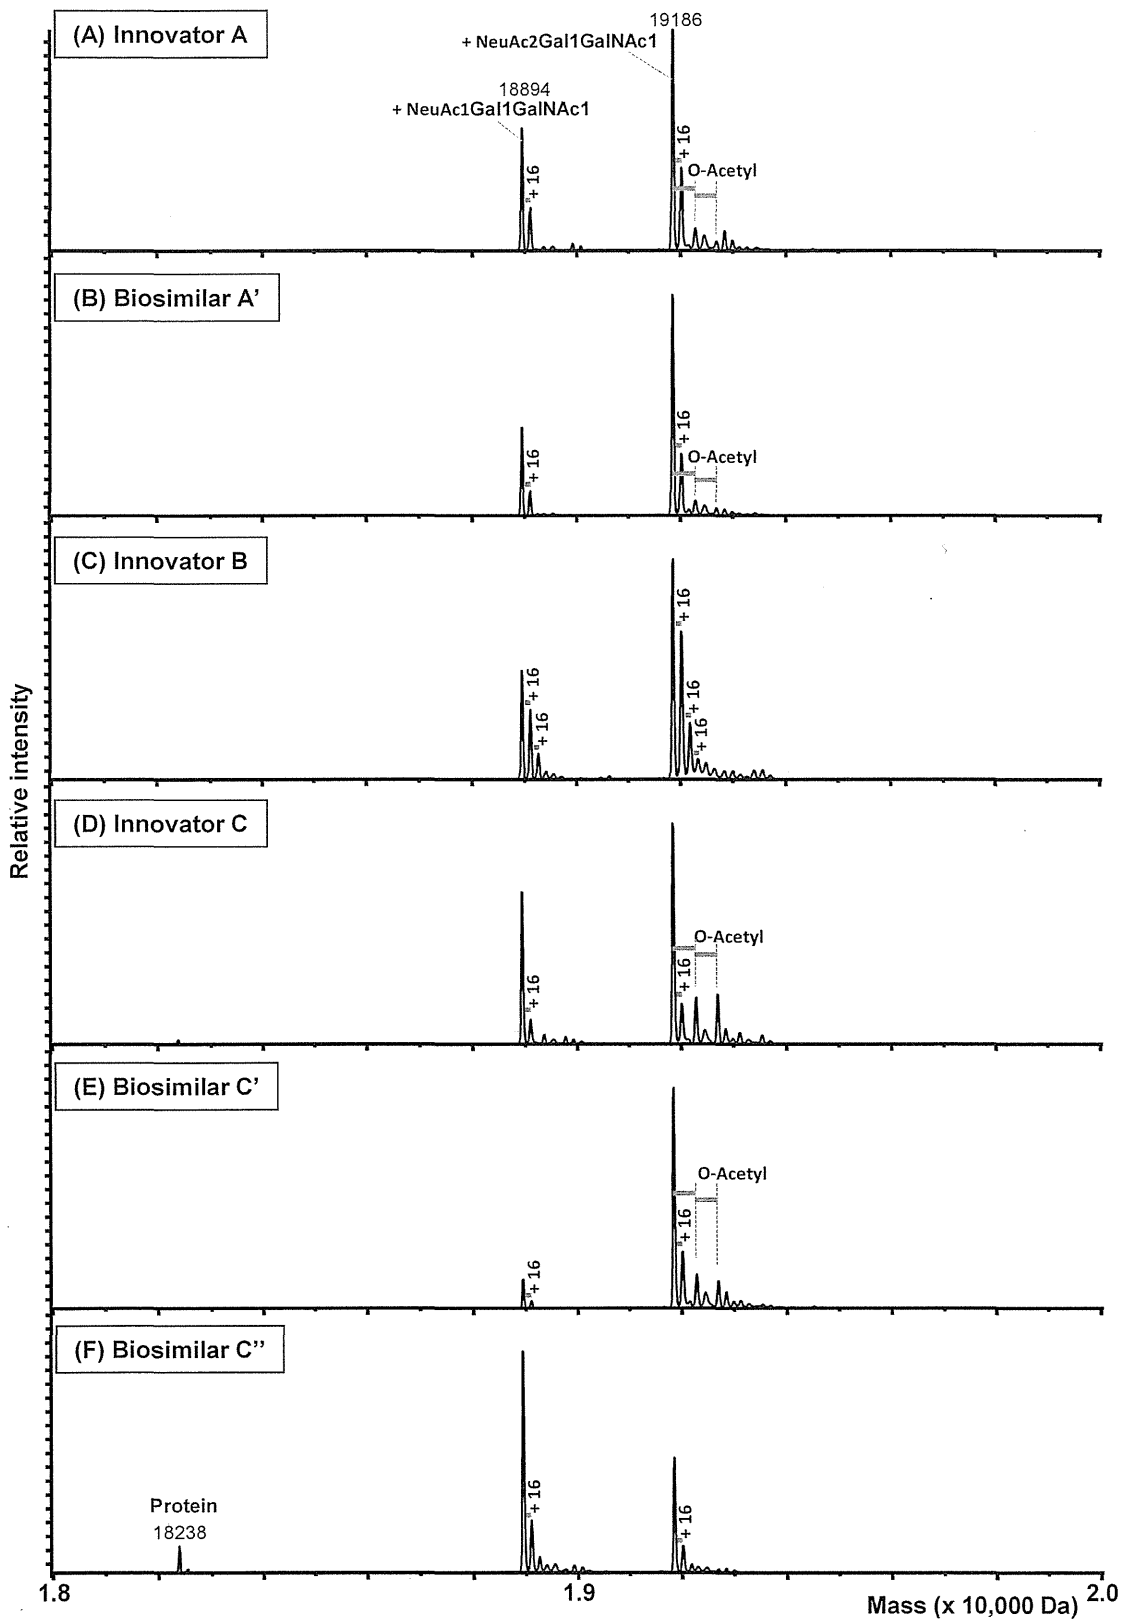 (A) Innovator A
19186
+ NeuAc2Gal1GalNAc1
18894
+ NeuAc1Gal1GalNAc1
"+ 16
"+ 16
O-Acetyl
(B) Biosimilar A’
"+ 16
"+ 16
O-Acetyl
(C) Innovator B
"+ 16
"+ 16
"+ 16
"+ 16
"+ 16
(D) Innovator C
"+ 16
"+ 16
O-Acetyl
(E) Biosimilar C’
"+ 16
"+ 16
O-Acetyl
(F) Biosimilar C’’
Protein
18238
"+ 16
"+ 16
Relative intensity
1.8
1.9
2.0
Mass (x 10,000 Da)